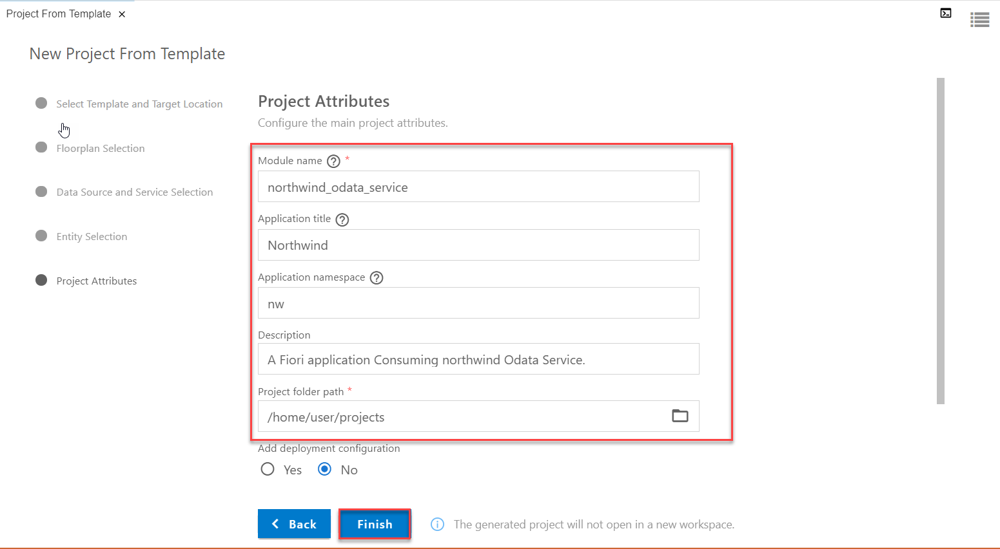 Project From Template ×
New Project From Template
Select Template and Target Location
Floorplan Selection
Data Source and Service Selection
Entity Selection
Project Attributes
Project Attributes
Configure the main project attributes.
Module name ? *
northwind_odata_service
Application title ?
Northwind
Application namespace ?
nw
Description
A Fiori application Consuming northwind Odata Service.
Project folder path *
/home/user/projects
Add deployment configuration
Yes No
Back Finish The generated project will not open in a new workspace.